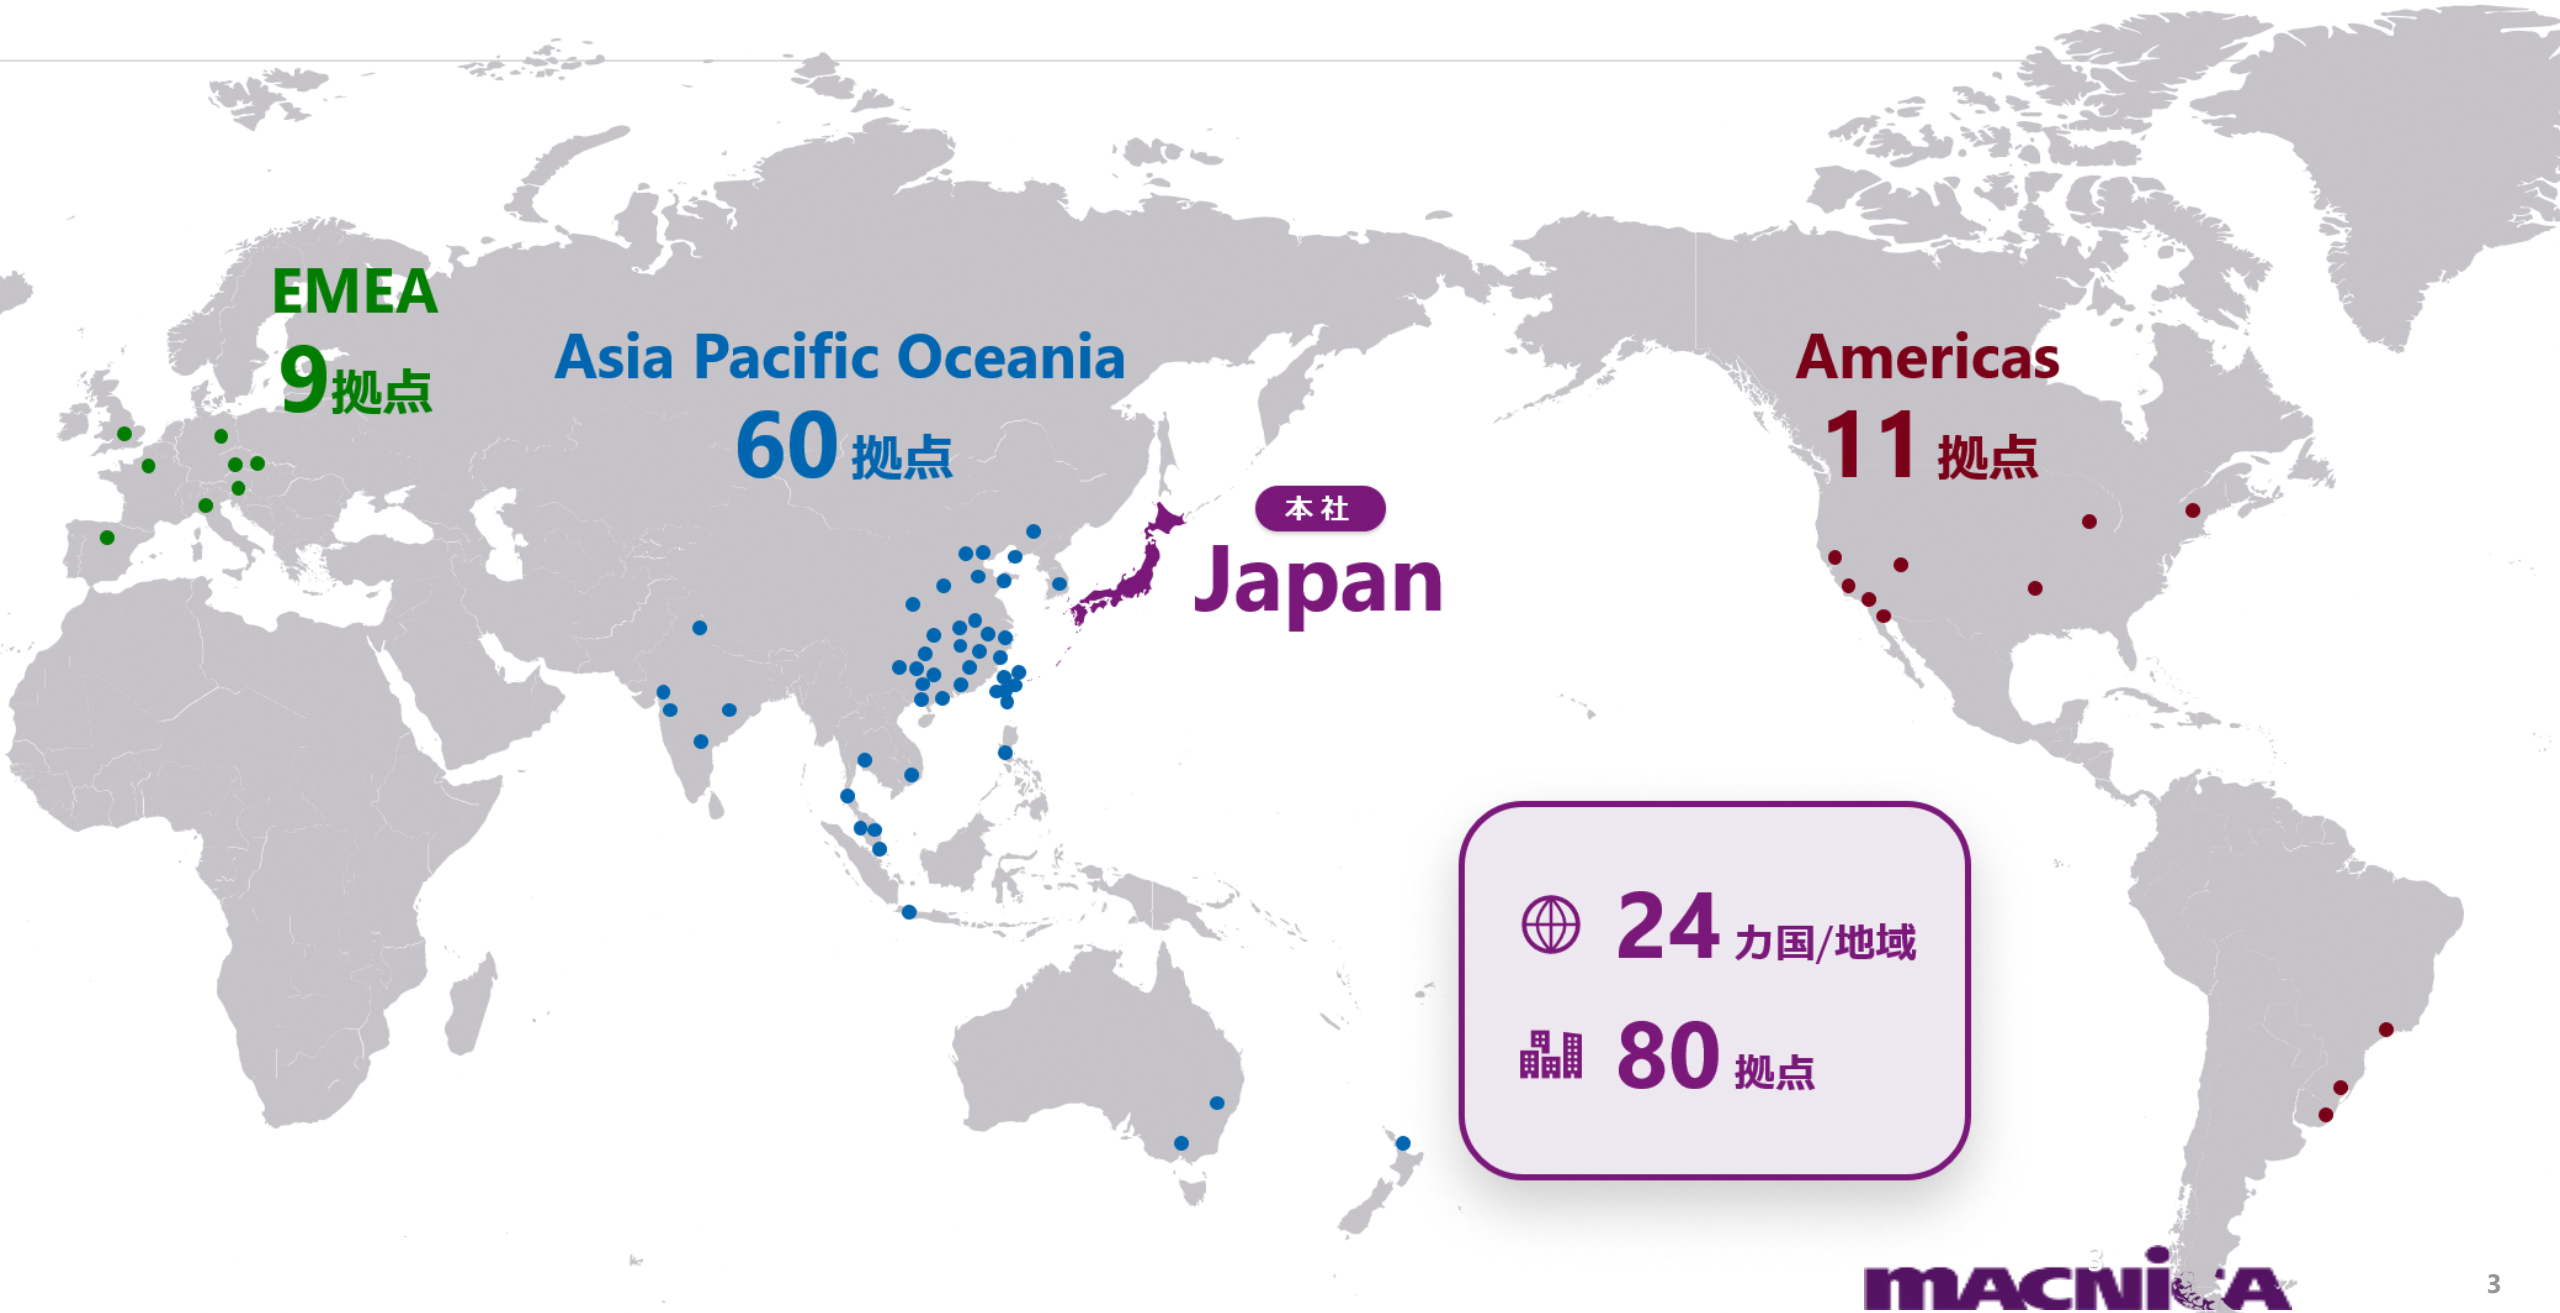 EMEA
9拠点
Asia Pacific Oceania
60 拠点
本社
Japan
Americas
11 拠点
24 カ国/地域
80 拠点
3
MACNICA
3